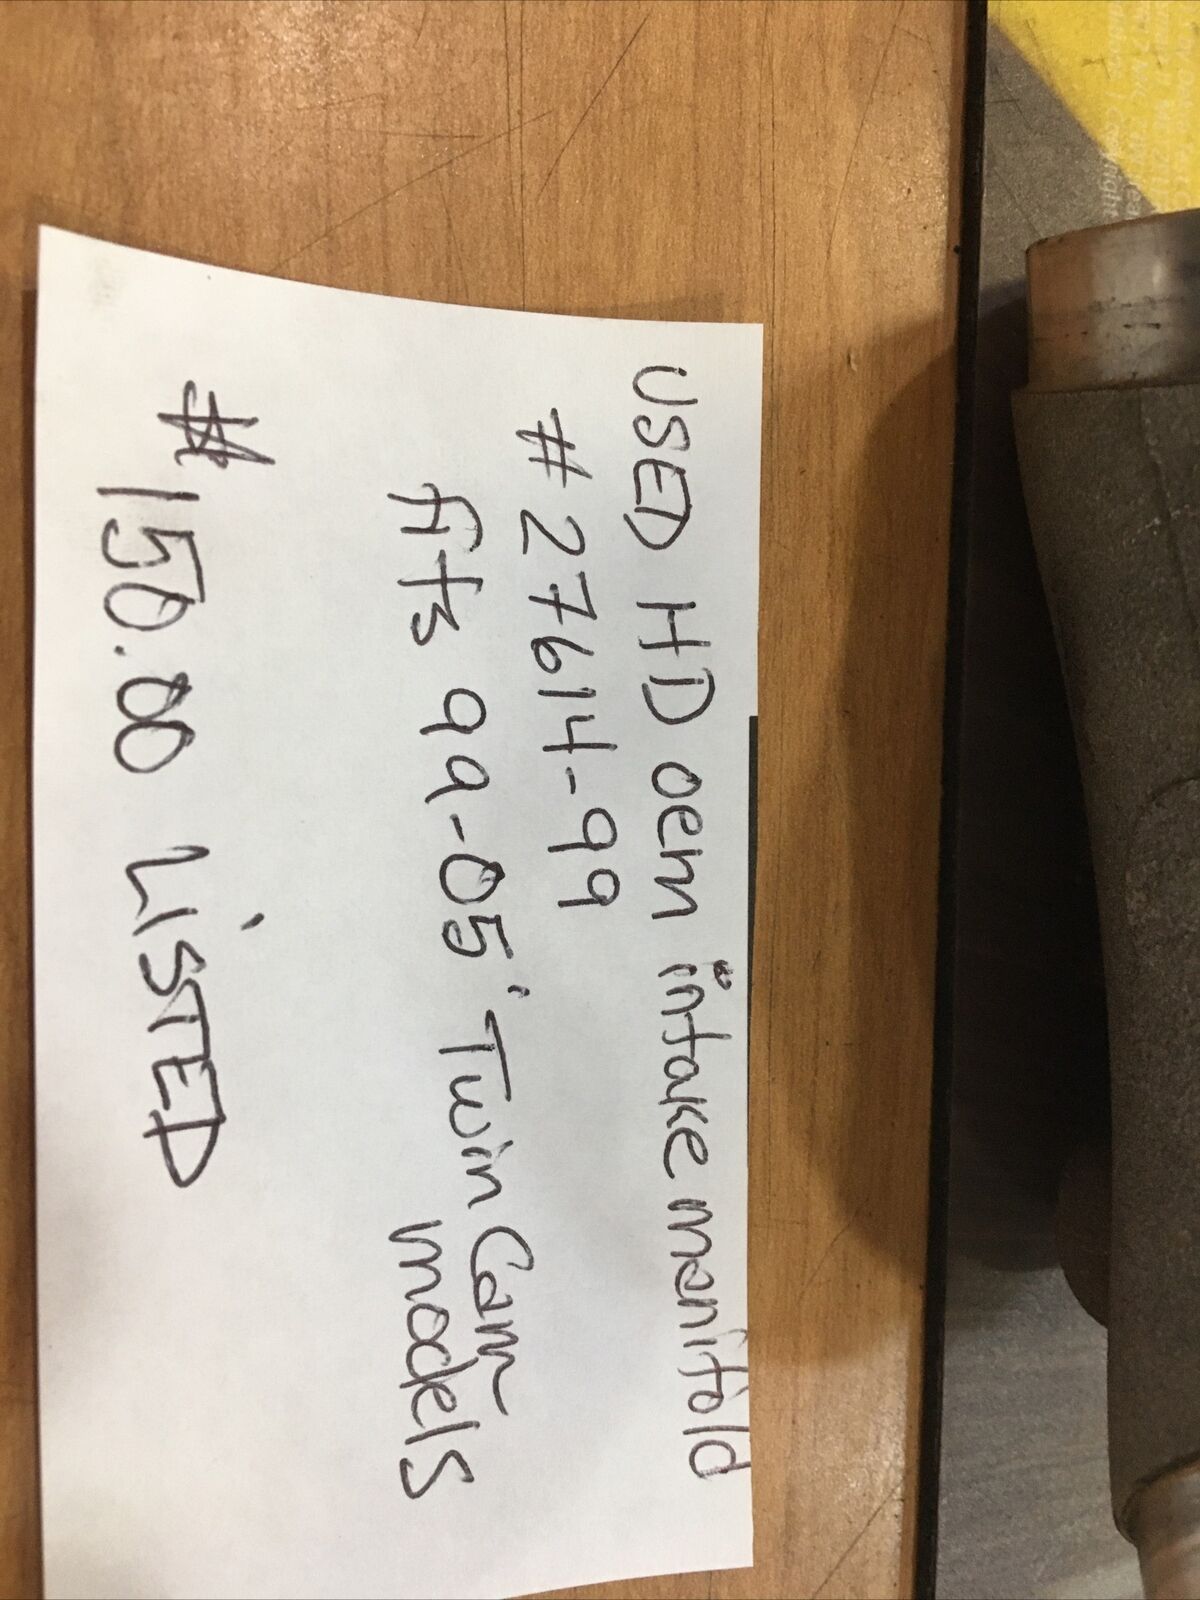 USED HD oem intake manifold
# 27614-99
fits 99-05' Twin Cam
models
$150.00 LISTED